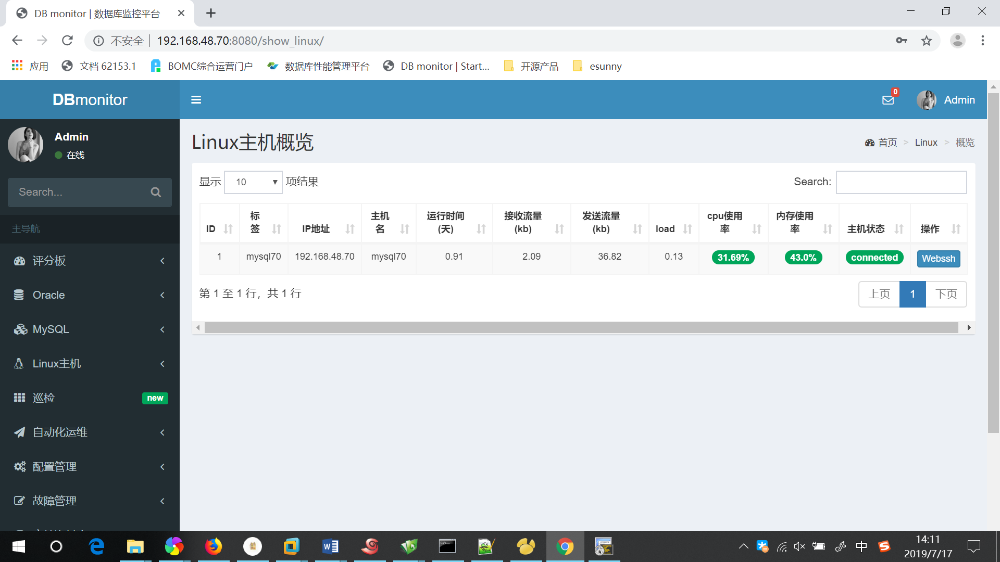 DB monitor | 数据库监控平台
不安全 | 192.168.48.70:8080/show_linux/
应用 文档 62153.1 BOMC综合运营门户 数据库性能管理平台 DB monitor | Start... 开源产品 esunny
DBmonitor
0
Admin
Admin
在线
Search...
主导航
评分板
Oracle
MySQL
Linux主机
巡检 new
自动化运维
配置管理
故障管理
Linux主机概览
首页 > Linux > 概览
显示 10 项结果
Search:
ID 标签 IP地址 主机名 运行时间(天) 接收流量(kb) 发送流量(kb) load cpu使用率 内存使用率 主机状态 操作
1 mysql70 192.168.48.70 mysql70 0.91 2.09 36.82 0.13 31.69% 43.0% connected Webssh
第 1 至 1 行，共 1 行
上页 1 下页
中
14:11
2019/7/17